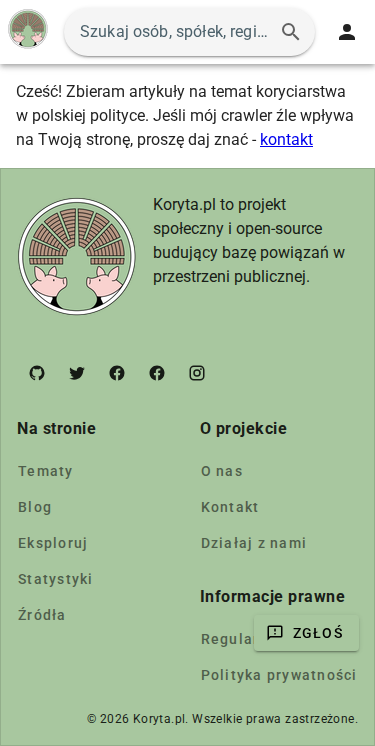 Szukaj osób, spółek, regi...
Cześć! Zbieram artykuły na temat koryciarstwa
w polskiej polityce. Jeśli mój crawler źle wpływa
na Twoją stronę, proszę daj znać - kontakt
Koryta.pl to projekt
społeczny i open-source
budujący bazę powiązań w
przestrzeni publicznej.
Na stronie
Tematy
Blog
Eksploruj
Statystyki
Źródła
O projekcie
O nas
Kontakt
Działaj z nami
Informacje prawne
ZGŁOŚ
Polityka prywatności
© 2026 Koryta.pl. Wszelkie prawa zastrzeżone.